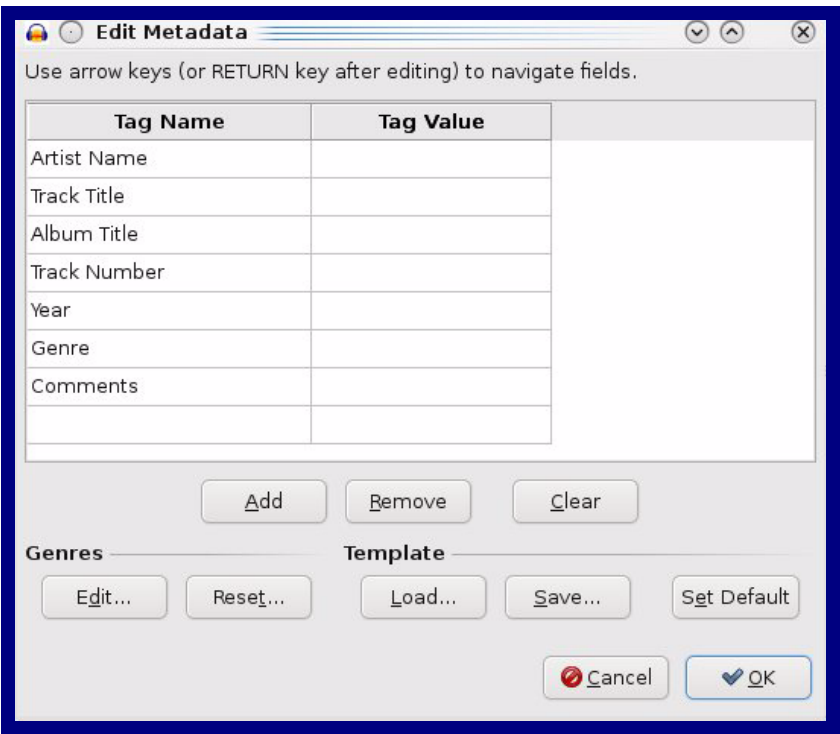 Edit Metadata
Use arrow keys (or RETURN key after editing) to navigate fields.
Tag Name Tag Value
Artist Name
Track Title
Album Title
Track Number
Year
Genre
Comments
Add Remove Clear
Genres Template
Edit... Reset... Load... Save... Set Default
Cancel OK